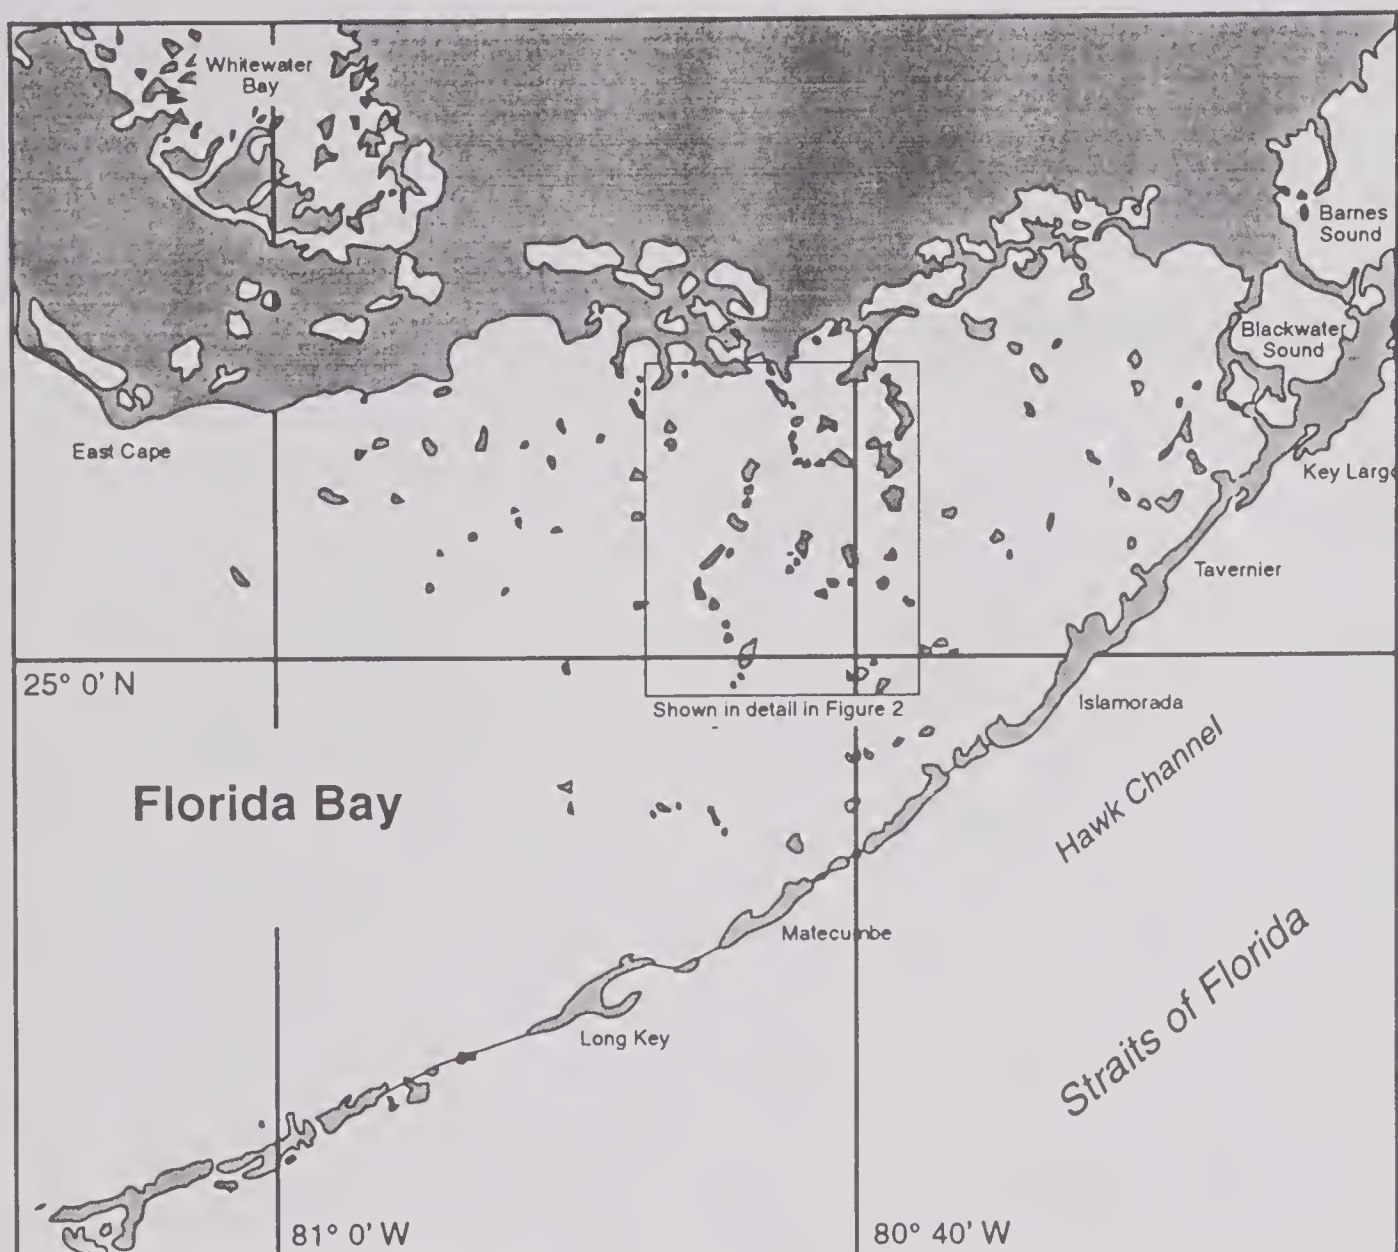 Whitewater
Bay
Barnes
Sound
Blackwater
Sound
East Cape
Key Largo
Tavernier
25° 0' N
Shown in detail in Figure 2
Islamorada
Hawk Channel
Florida Bay
Matecumbe
Straits of Florida
Long Key
81° 0' W
80° 40' W